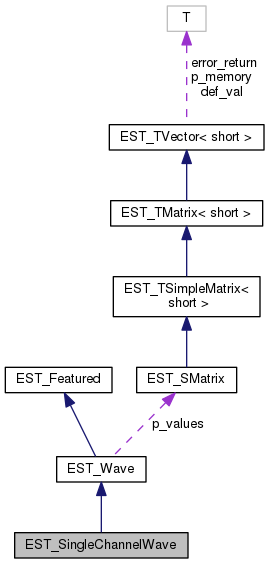 T
error_return
p_memory
def_val
EST_TVector< short >
EST_TMatrix< short >
EST_TSimpleMatrix<
short >
EST_Featured
EST_SMatrix
p_values
EST_Wave
EST_SingleChannelWave